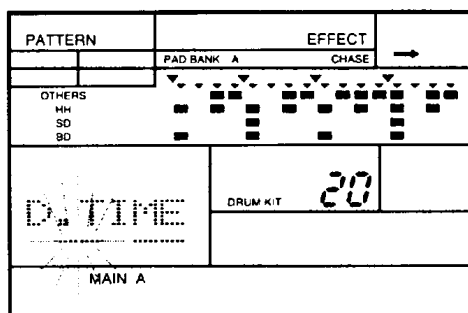 PATTERN EFFECT
PAD BANK A CHASE
OTHERS
HH
SD
BD
D.TIME
DRUM KIT 20
MAIN A